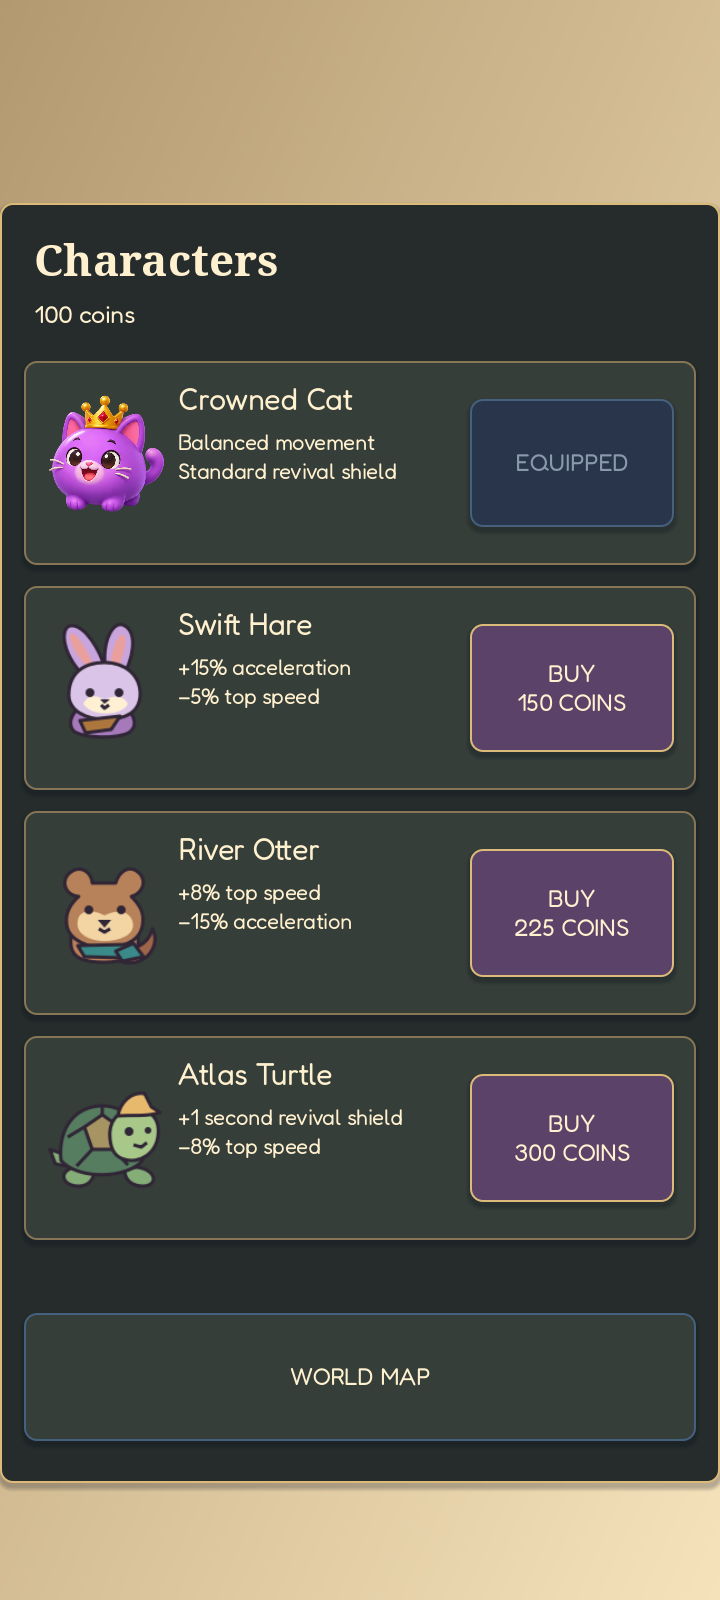 Characters
100 coins
Crowned Cat
Balanced movement
Standard revival shield
EQUIPPED
Swift Hare
+15% acceleration
–5% top speed
BUY
150 COINS
River Otter
+8% top speed
–15% acceleration
BUY
225 COINS
Atlas Turtle
+1 second revival shield
–8% top speed
BUY
300 COINS
WORLD MAP